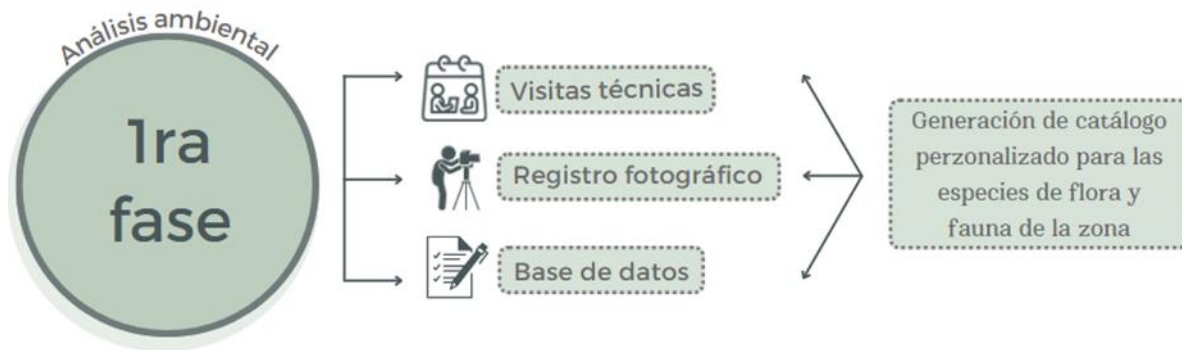 Análisis ambiental
1ra
fase
Visitas técnicas
Registro fotográfico
Base de datos
Generación de catálogo
perzonalizado para las
especies de flora y
fauna de la zona